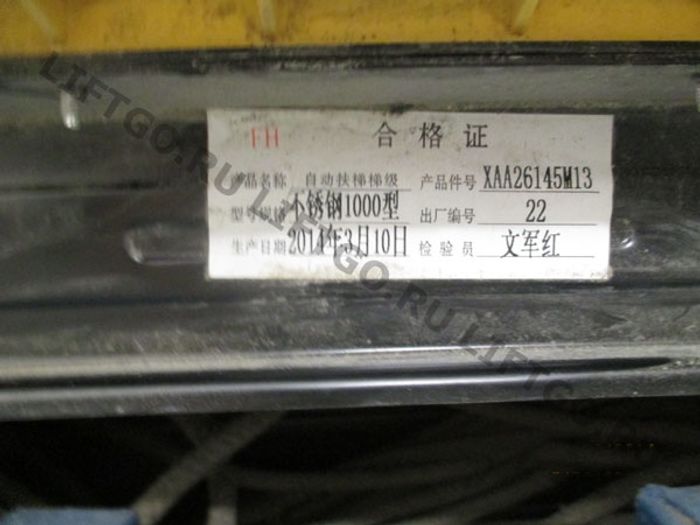 FH 合格证
产品名称 自动扶梯梯级 产品件号 XAA26145M13
型号规格 不锈钢1000型 出厂编号 22
生产日期 2014年3月10日 检验员 文军红
LIFTGO.RU LIFTGO.RU LIFTGO.RU